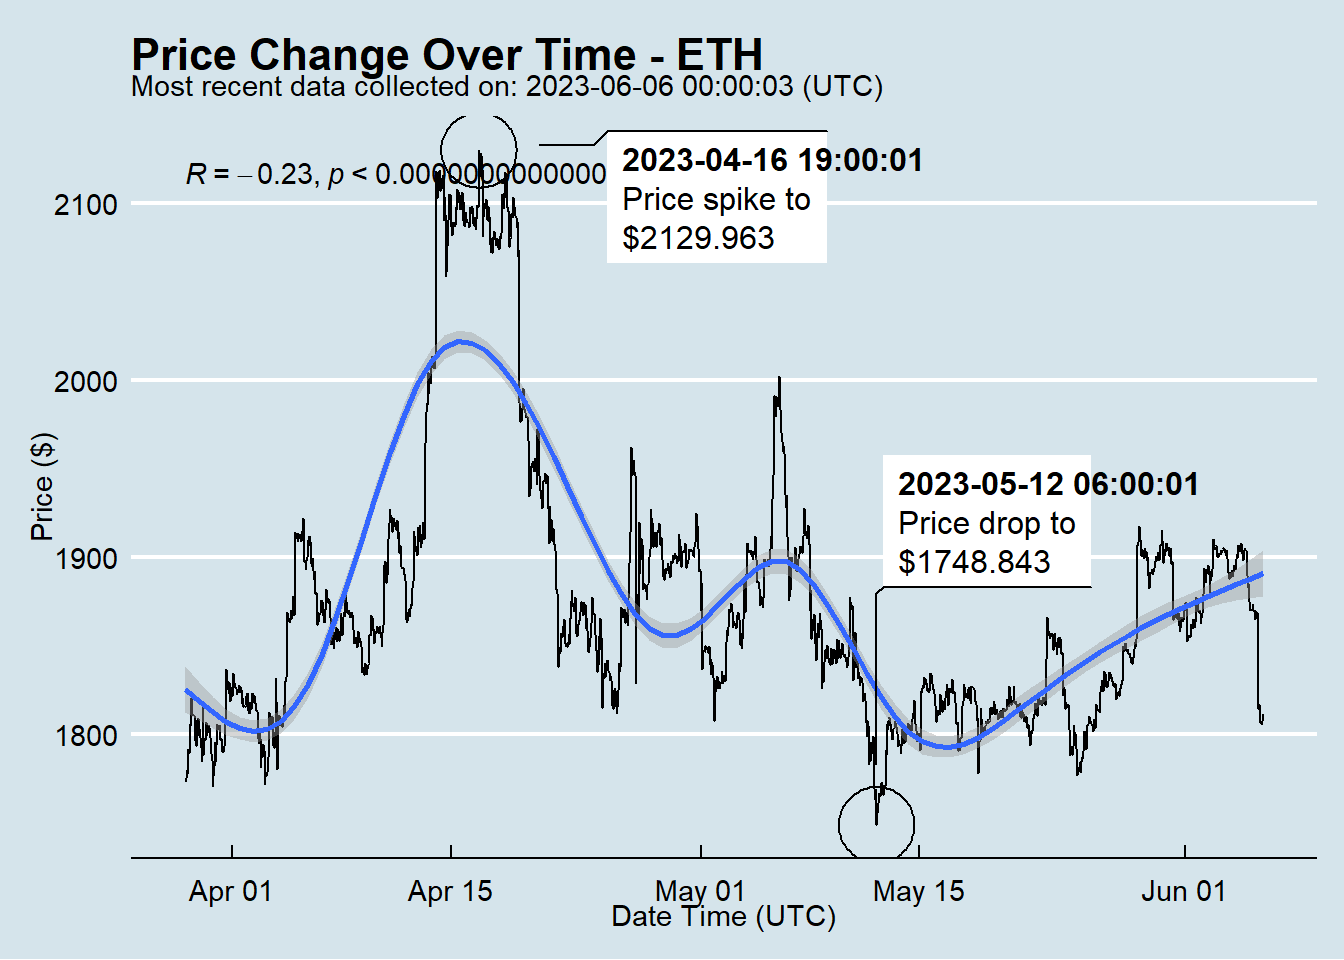 Price Change Over Time - ETH
Most recent data collected on: 2023-06-06 00:00:03 (UTC)
R = −0.23, p < 0.0000000000000
2023-04-16 19:00:01
Price spike to
$2129.963
2100
2000
1900
1800
Price ($)
2023-05-12 06:00:01
Price drop to
$1748.843
Apr 01
Apr 15
May 01
May 15
Jun 01
Date Time (UTC)